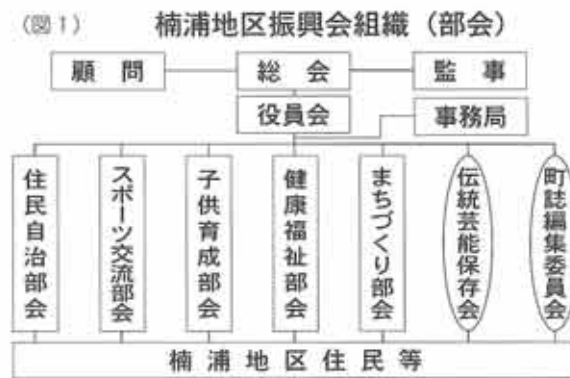 (図1) 楠浦地区振興会組織(部会)
顧問 総会 監事
役員会 事務局
住民自治部会
スポーツ交流部会
子供育成部会
健康福祉部会
まちづくり部会
伝統芸能保存会
町誌編集委員会
楠浦地区住民等